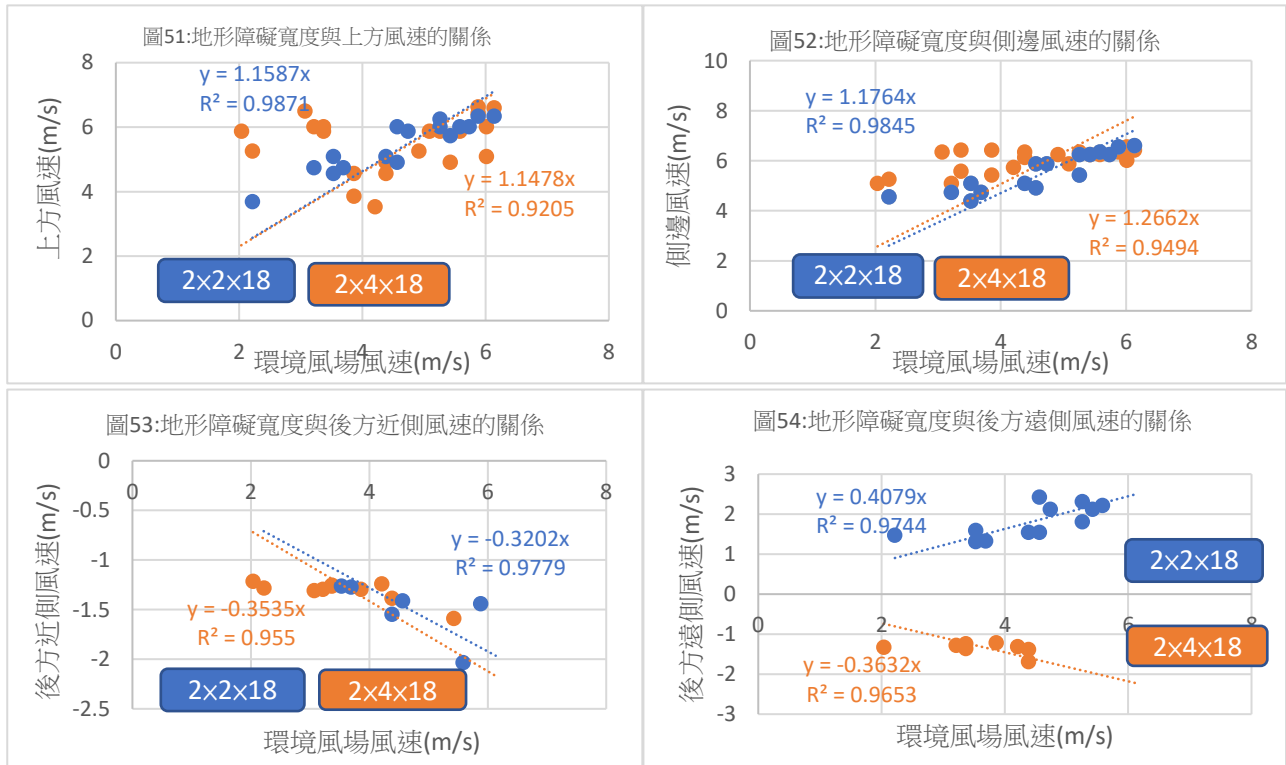 圖51:地形障礙寬度與上方風速的關係
8
6
4
2
0
0
2
4
6
8
上方風速(m/s)
環境風場風速(m/s)
y = 1.1587x
R² = 0.9871
y = 1.1478x
R² = 0.9205
2×2×18
2×4×18
圖52:地形障礙寬度與側邊風速的關係
10
8
6
4
2
0
0
2
4
6
8
側邊風速(m/s)
環境風場風速(m/s)
y = 1.1764x
R² = 0.9845
y = 1.2662x
R² = 0.9494
2×2×18
2×4×18
圖53:地形障礙寬度與後方近側風速的關係
0
-0.5
-1
-1.5
-2
-2.5
0
2
4
6
8
後方近側風速(m/s)
環境風場風速(m/s)
y = -0.3202x
R² = 0.9779
y = -0.3535x
R² = 0.955
2×2×18
2×4×18
圖54:地形障礙寬度與後方遠側風速的關係
3
2
1
0
-1
-2
-3
0
2
4
6
8
後方遠側風速(m/s)
環境風場風速(m/s)
y = 0.4079x
R² = 0.9744
y = -0.3632x
R² = 0.9653
2×2×18
2×4×18